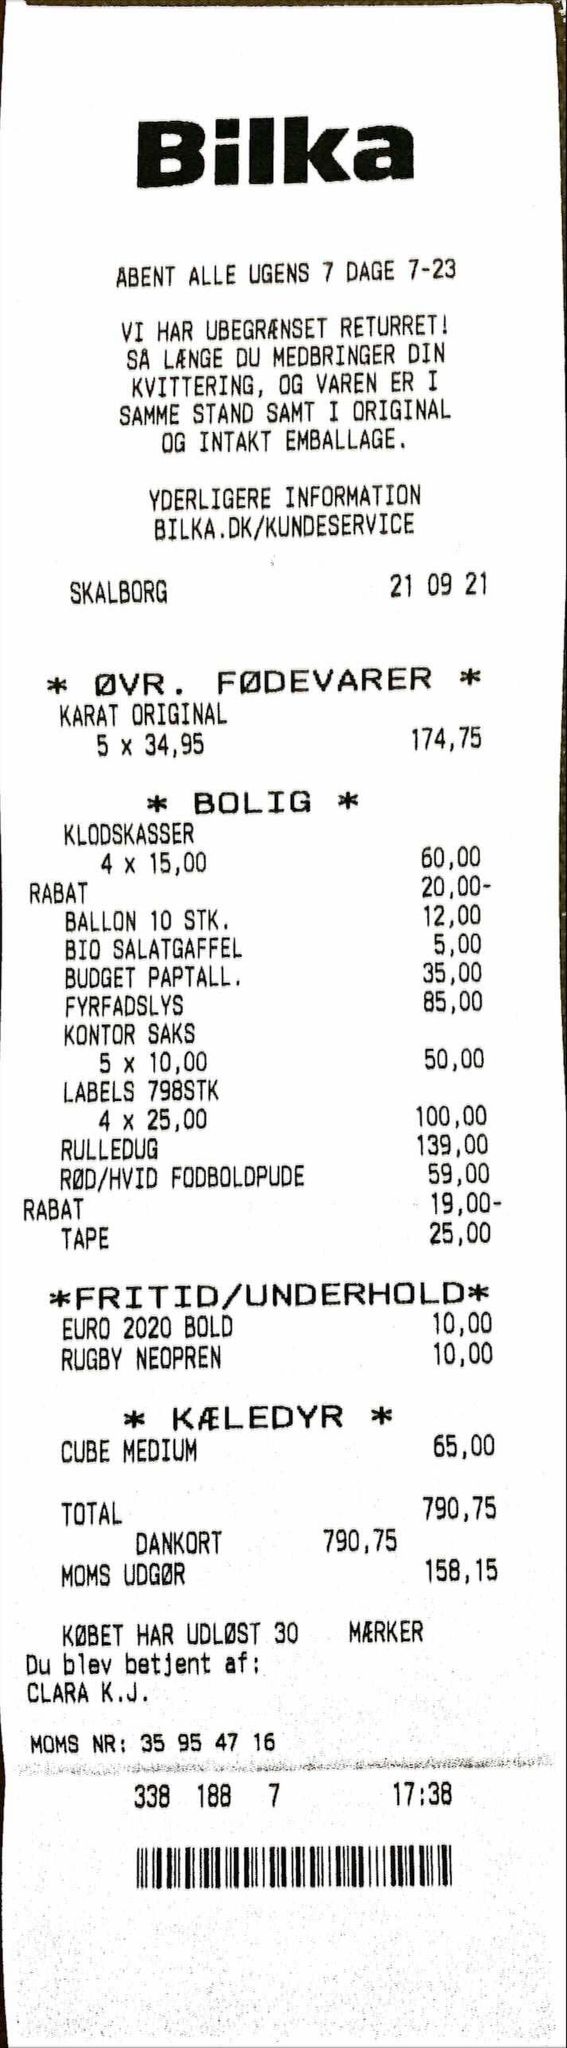 Bilka
ÅBENT ALLE UGENS 7 DAGE 7-23
VI HAR UBEGRÆNSET RETURRET!
SÅ LÆNGE DU MEDBRINGER DIN
KVITTERING, OG VAREN ER I
SAMME STAND SAMT I ORIGINAL
OG INTAKT EMBALLAGE.
YDERLIGERE INFORMATION
BILKA.DK/KUNDESERVICE
SKALBORG 21 09 21
* ØVR. FØDEVARER *
KARAT ORIGINAL
5 x 34,95 174,75
* BOLIG *
KLODSKASSER
4 x 15,00 60,00
RABAT 20,00-
BALLON 10 STK. 12,00
BIO SALATGAFFEL 5,00
BUDGET PAPTALL. 35,00
FYRFADSLYS 85,00
KONTOR SAKS
5 x 10,00 50,00
LABELS 798STK
4 x 25,00 100,00
RULLEDUG 139,00
RØD/HVID FODBOLDPUDE 59,00
RABAT 19,00-
TAPE 25,00
*FRITID/UNDERHOLD*
EURO 2020 BOLD 10,00
RUGBY NEOPREN 10,00
* KÆLEDYR *
CUBE MEDIUM 65,00
TOTAL 790,75
DANKORT 790,75
MOMS UDGØR 158,15
KØBET HAR UDLØST 30 MÆRKER
Du blev betjent af:
CLARA K.J.
MOMS NR: 35 95 47 16
338 188 7 17:38